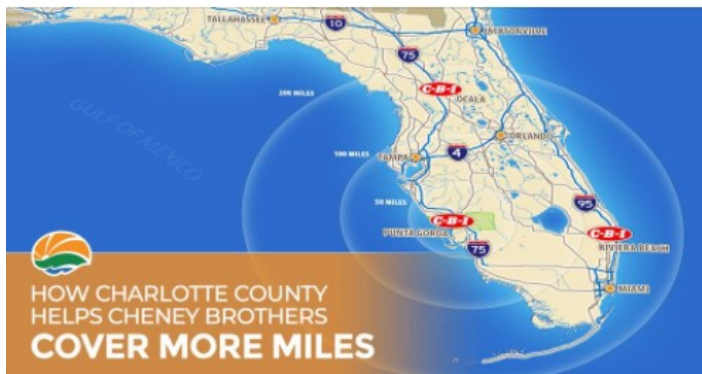 TALLAHASSEE
10
JACKSONVILLE
75
200 MILES
C-B-I
OCALA
GULF OF MEXICO
ORLANDO
100 MILES
TAMPA
4
50 MILES
95
C-B-I
PUNTA GORDA
75
C-B-I
RIVIERA BEACH
MIAMI
HOW CHARLOTTE COUNTY
HELPS CHENEY BROTHERS
COVER MORE MILES